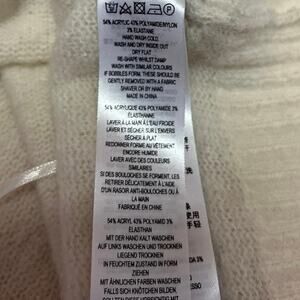 54% ACRYLIC 43% POLYAMIDE/NYLON
3% ELASTANE
HAND WASH COLD
WASH AND DRY INSIDE OUT
DRY FLAT
RE-SHAPE WHILST DAMP
WASH WITH SIMILAR COLOURS
IF BOBBLES FORM, THESE SHOULD BE
GENTLY REMOVED WITH A FABRIC
SHAVER OR BY HAND
MADE IN CHINA
54% ACRYLIQUE 43% POLYAMIDE 3%
ÉLASTHANNE
LAVER À LA MAIN À L'EAU FROIDE
LAVER ET SÉCHER SUR L'ENVERS
SÉCHER À PLAT
REDONNER FORME AU VÊTEMENT
ENCORE HUMIDE
LAVER AVEC DES COULEURS
SIMILAIRES
SI DES BOULOCHES SE FORMENT, LES
RETIRER DÉLICATEMENT À L'AIDE
D'UN RASOIR ANTI-BOULOCHES OU À
LA MAIN
FABRIQUÉ EN CHINE
54% ACRYL 43% POLYAMID 3%
ELASTHAN
MIT DER HAND KALT WASCHEN
AUF LINKS WASCHEN UND TROCKNEN
LIEGEND TROCKNEN
IN FEUCHTEM ZUSTAND IN FORM
ZIEHEN
MIT ÄHNLICHEN FARBEN WASCHEN
FALLS SICH KNÖTCHEN BILDEN,